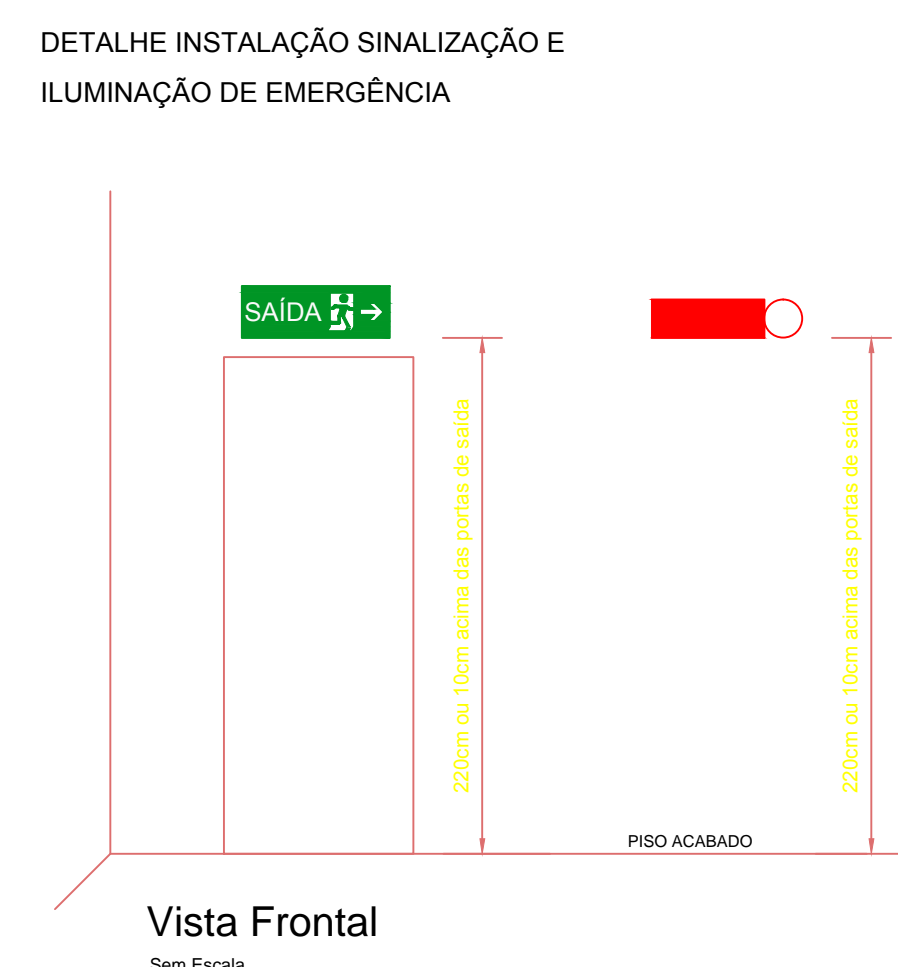 DETALHE INSTALAÇÃO SINALIZAÇÃO E
ILUMINAÇÃO DE EMERGÊNCIA
SAÍDA
220cm ou 10cm acima das portas de saída
220cm ou 10cm acima das portas de saída
PISO ACABADO
Vista Frontal
Sem Escala